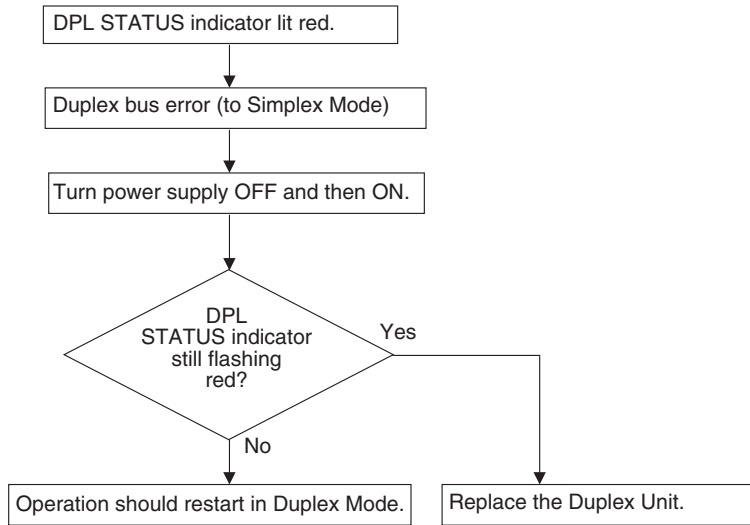 DPL STATUS indicator lit red.
Duplex bus error (to Simplex Mode)
Turn power supply OFF and then ON.
DPL
STATUS indicator
still flashing
red?
Yes
No
Operation should restart in Duplex Mode.
Replace the Duplex Unit.